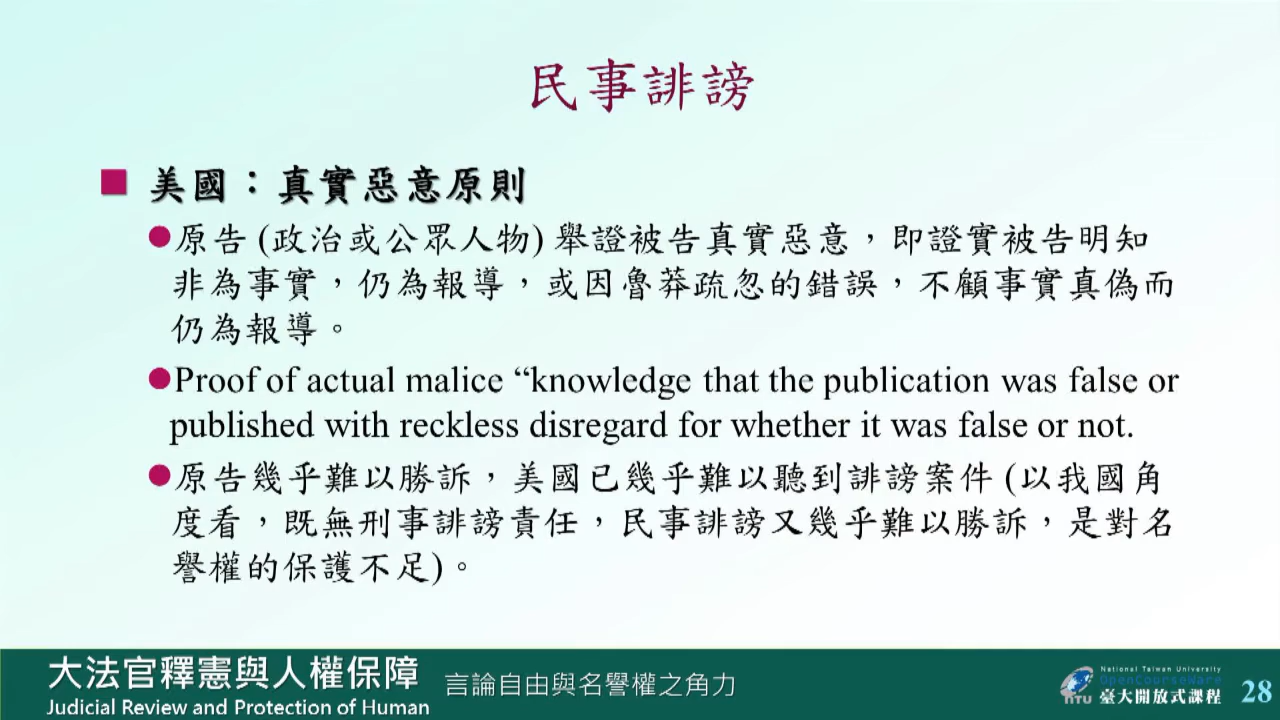 民事誹謗
美國：真實惡意原則
原告 (政治或公眾人物) 舉證被告真實惡意，即證實被告明知
非為事實，仍為報導，或因魯莽疏忽的錯誤，不顧事實真偽而
仍為報導。
Proof of actual malice “knowledge that the publication was false or
published with reckless disregard for whether it was false or not.
原告幾乎難以勝訴，美國已幾乎難以聽到誹謗案件 (以我國角
度看，既無刑事誹謗責任，民事誹謗又幾乎難以勝訴，是對名
譽權的保護不足)。
大法官釋憲與人權保障
Judicial Review and Protection of Human
言論自由與名譽權之角力
National Taiwan University
OpenCourseWare
NTU 臺大開放式課程
28